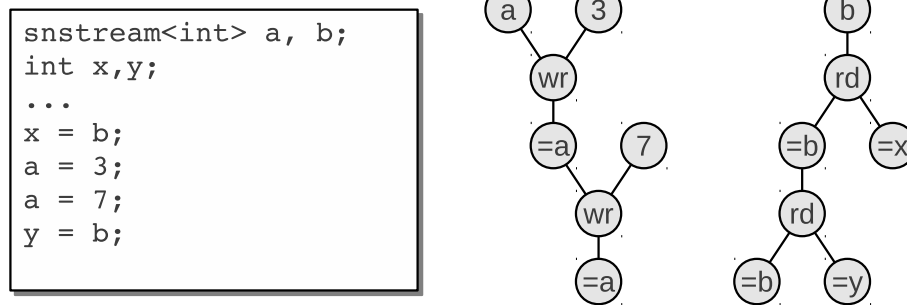 snstream<int> a, b;
int x,y;
...
x = b;
a = 3;
a = 7;
y = b;
a 3
wr
=a 7
wr
=a
b
rd
=b =x
rd
=b =y